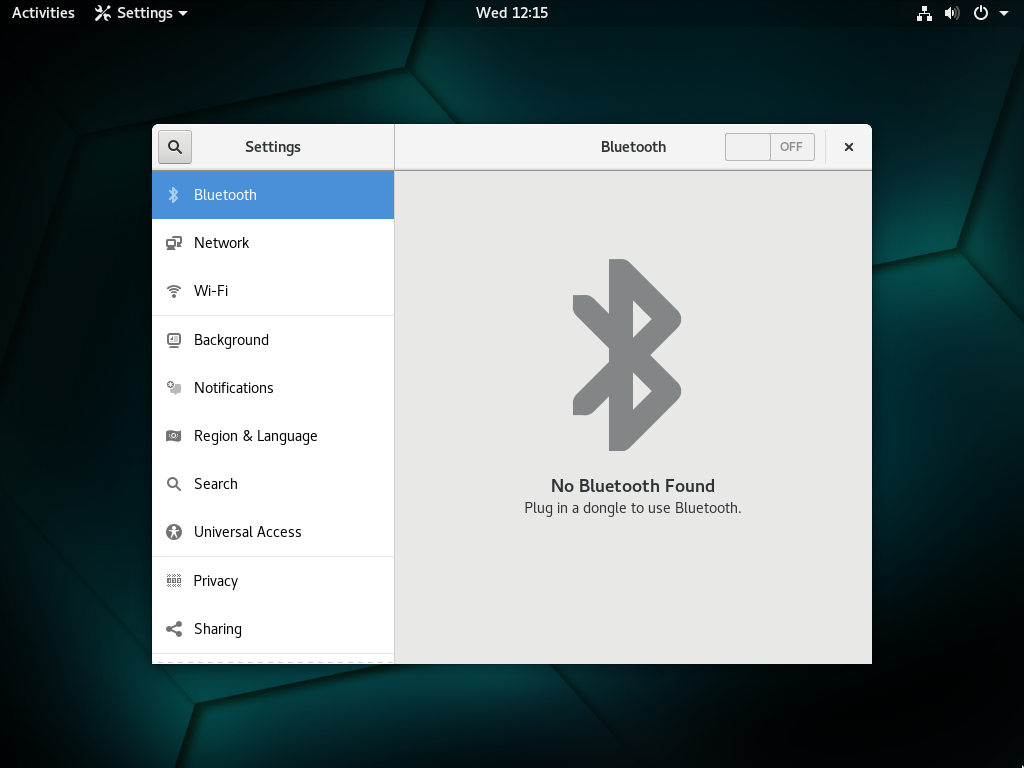 Activities Settings Wed 12:15
Settings Bluetooth OFF
Bluetooth
Network
Wi-Fi
Background
Notifications
Region & Language
Search
Universal Access
Privacy
Sharing
No Bluetooth Found
Plug in a dongle to use Bluetooth.